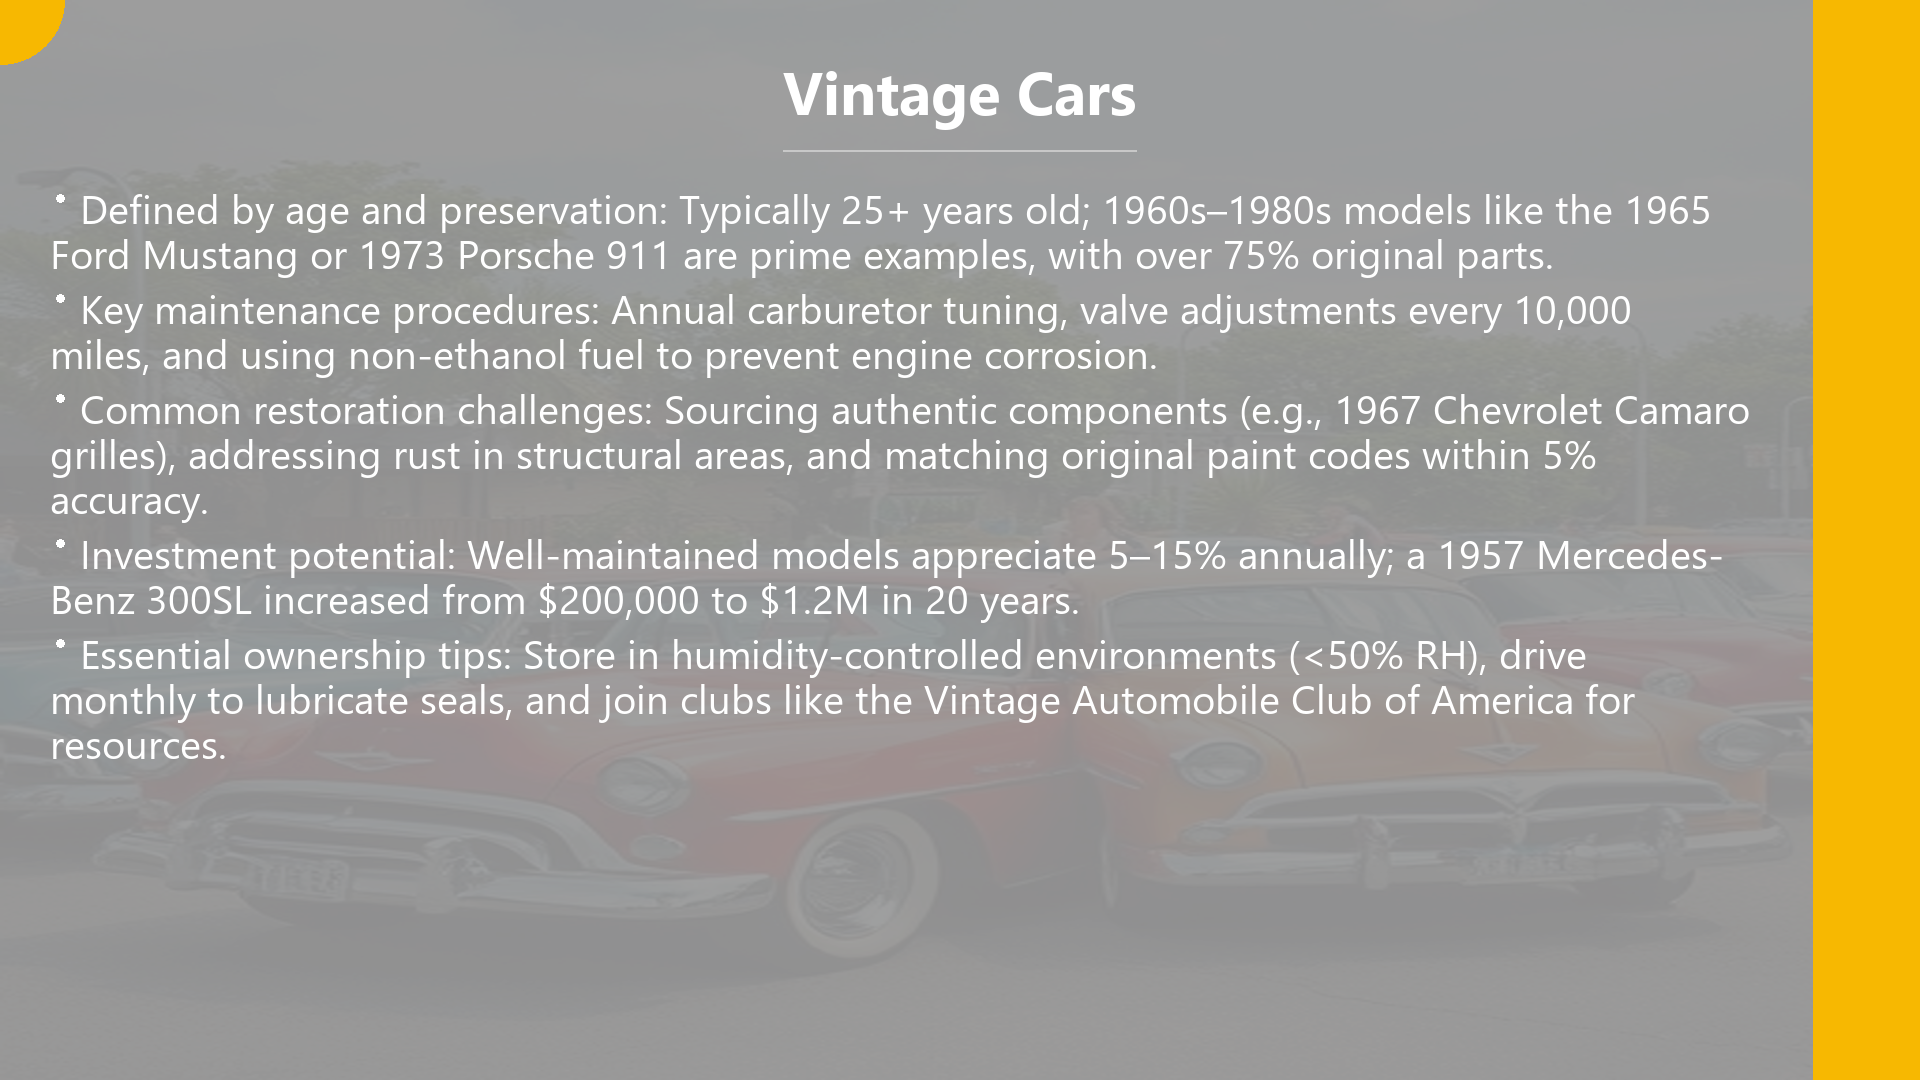 Vintage Cars
• Defined by age and preservation: Typically 25+ years old; 1960s–1980s models like the 1965
Ford Mustang or 1973 Porsche 911 are prime examples, with over 75% original parts.
• Key maintenance procedures: Annual carburetor tuning, valve adjustments every 10,000
miles, and using non-ethanol fuel to prevent engine corrosion.
• Common restoration challenges: Sourcing authentic components (e.g., 1967 Chevrolet Camaro
grilles), addressing rust in structural areas, and matching original paint codes within 5%
accuracy.
• Investment potential: Well-maintained models appreciate 5–15% annually; a 1957 Mercedes-
Benz 300SL increased from $200,000 to $1.2M in 20 years.
• Essential ownership tips: Store in humidity-controlled environments (<50% RH), drive
monthly to lubricate seals, and join clubs like the Vintage Automobile Club of America for
resources.